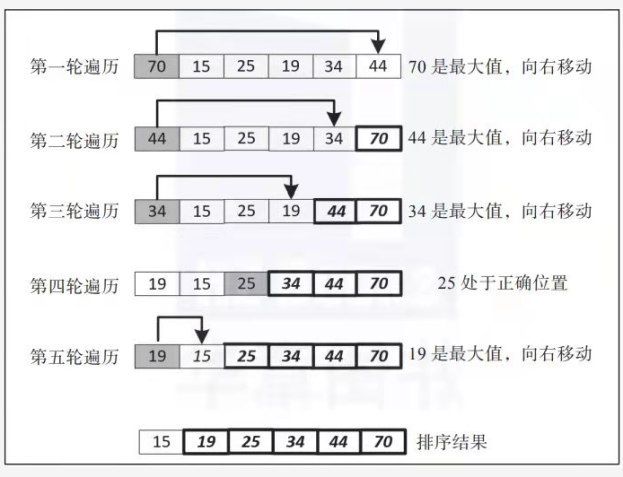 第一轮遍历 70 15 25 19 34 44 70 是最大值，向右移动
第二轮遍历 44 15 25 19 34 70 44 是最大值，向右移动
第三轮遍历 34 15 25 19 44 70 34 是最大值，向右移动
第四轮遍历 19 15 25 34 44 70 25 处于正确位置
第五轮遍历 19 15 25 34 44 70 19 是最大值，向右移动
15 19 25 34 44 70 排序结果